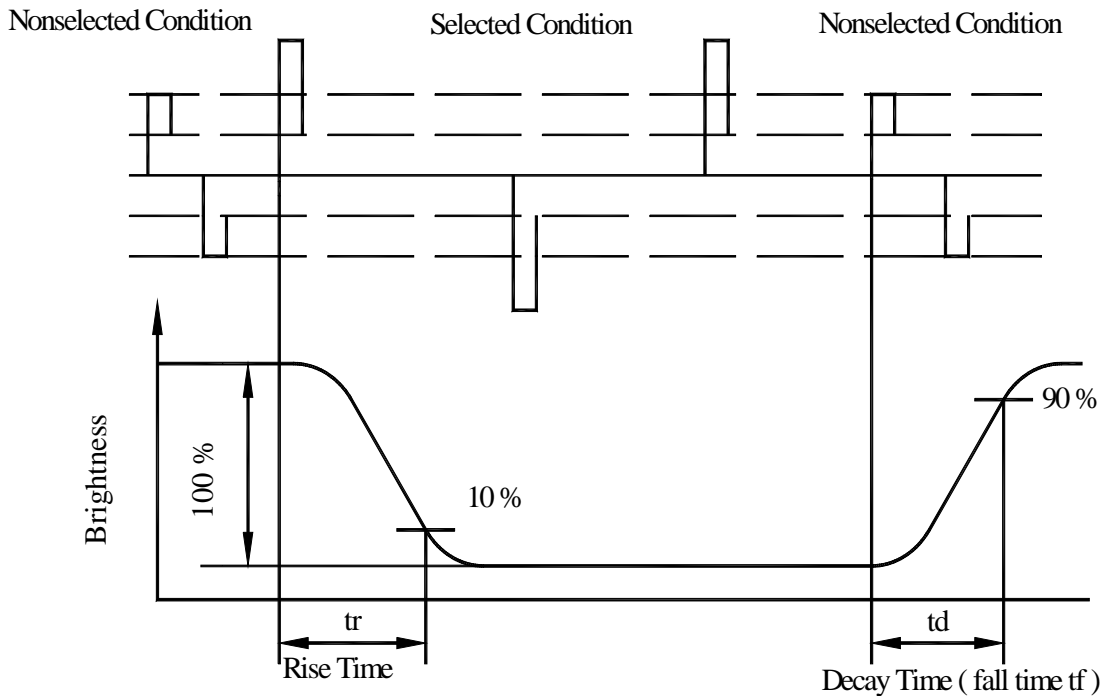 Nonselected Condition
Selected Condition
Nonselected Condition
Brightness
100 %
10 %
90 %
tr
Rise Time
td
Decay Time ( fall time tf )